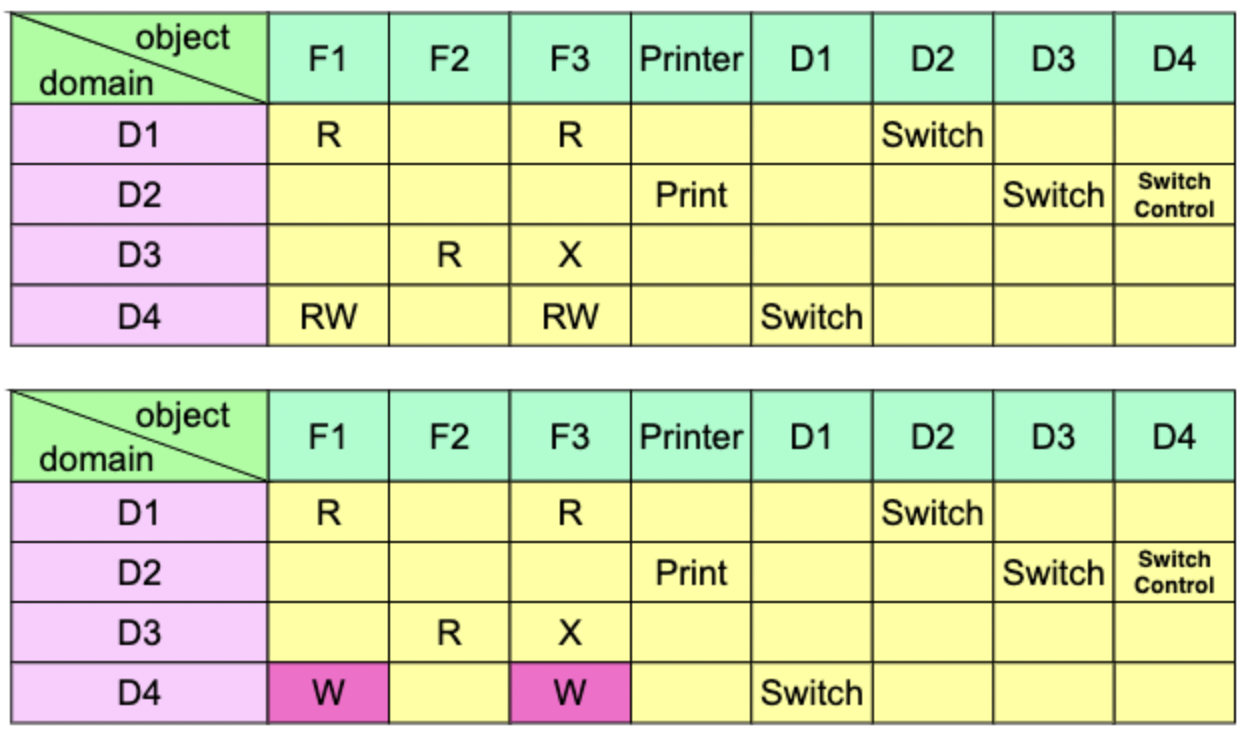 object
domain
F1 F2 F3 Printer D1 D2 D3 D4
D1 R R Switch
D2 Print Switch Switch
Control
D3 R X
D4 RW RW Switch
object
domain
F1 F2 F3 Printer D1 D2 D3 D4
D1 R R Switch
D2 Print Switch Switch
Control
D3 R X
D4 W W Switch